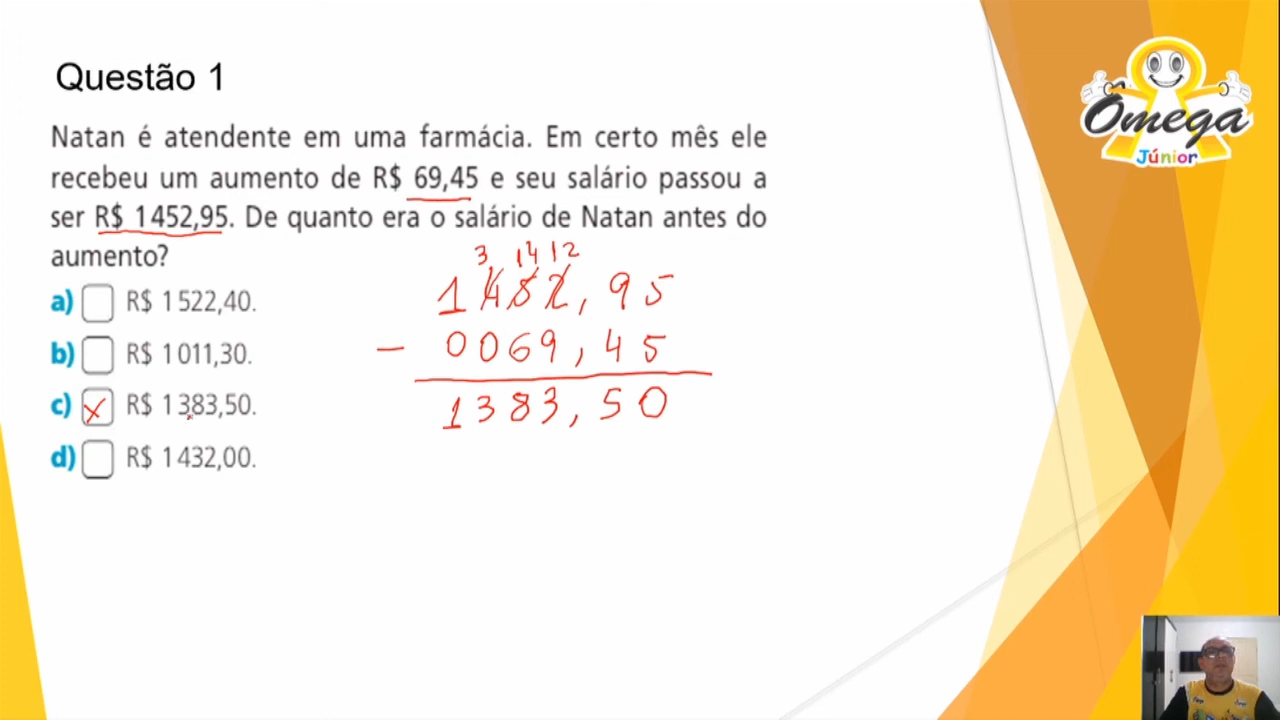 Questão 1
Natan é atendente em uma farmácia. Em certo mês ele
recebeu um aumento de R$ 69,45 e seu salário passou a
ser R$ 1452,95. De quanto era o salário de Natan antes do
aumento?
a) R$ 1522,40.
b) R$ 1011,30.
c) X R$ 1383,50.
d) R$ 1432,00.
3 14 12
1452,95
- 0069,45
1383,50
Ômega
Júnior